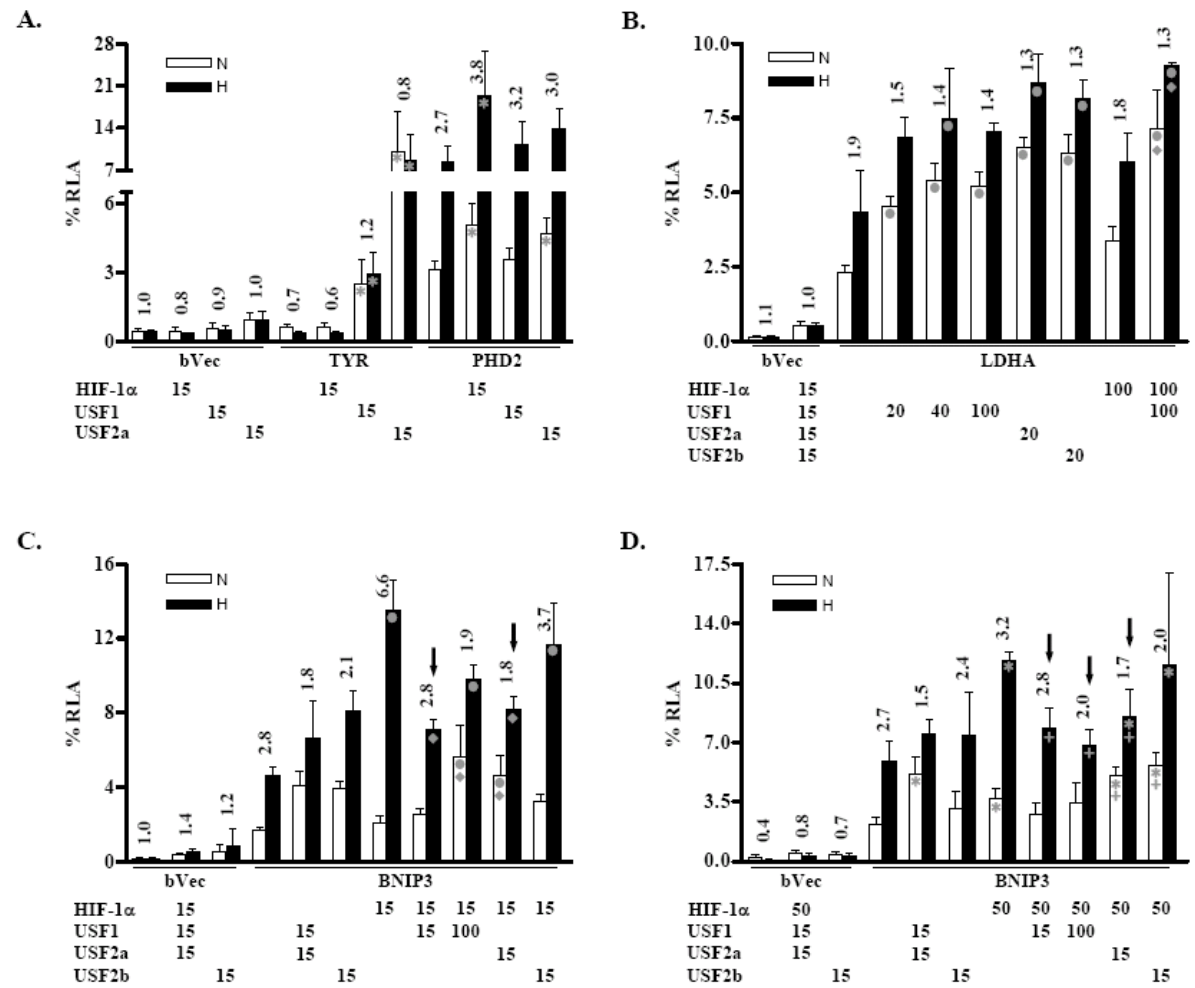 A.
28
21
14
7
6
3
0
% RLA
N
H
1.0
0.8
0.9
1.0
0.7
0.6
1.2
0.8
2.7
3.8
3.2
3.0
bVec TYR PHD2
HIF-1α 15 15 15
USF1 15 15 15
USF2a 15 15 15
B.
10.0
7.5
5.0
2.5
0.0
% RLA
N
H
1.1
1.0
1.9
1.5
1.4
1.4
1.3
1.3
1.8
1.3
bVec LDHA
HIF-1α 15 100 100
USF1 15 20 40 100 100
USF2a 15 20
USF2b 15 20
C.
16
12
8
4
0
% RLA
N
H
1.0
1.4
1.2
2.8
1.8
2.1
6.6
2.8
1.9
1.8
3.7
bVec BNIP3
HIF-1α 15 15 15 15 15 15
USF1 15 15 15 100
USF2a 15 15 15
USF2b 15 15 15
D.
17.5
14.0
10.5
7.0
3.5
0.0
% RLA
N
H
0.4
0.8
0.7
2.7
1.5
2.4
3.2
2.8
2.0
1.7
2.0
bVec BNIP3
HIF-1α 50 50 50 50 50 50
USF1 15 15 15 100
USF2a 15 15 15
USF2b 15 15 15